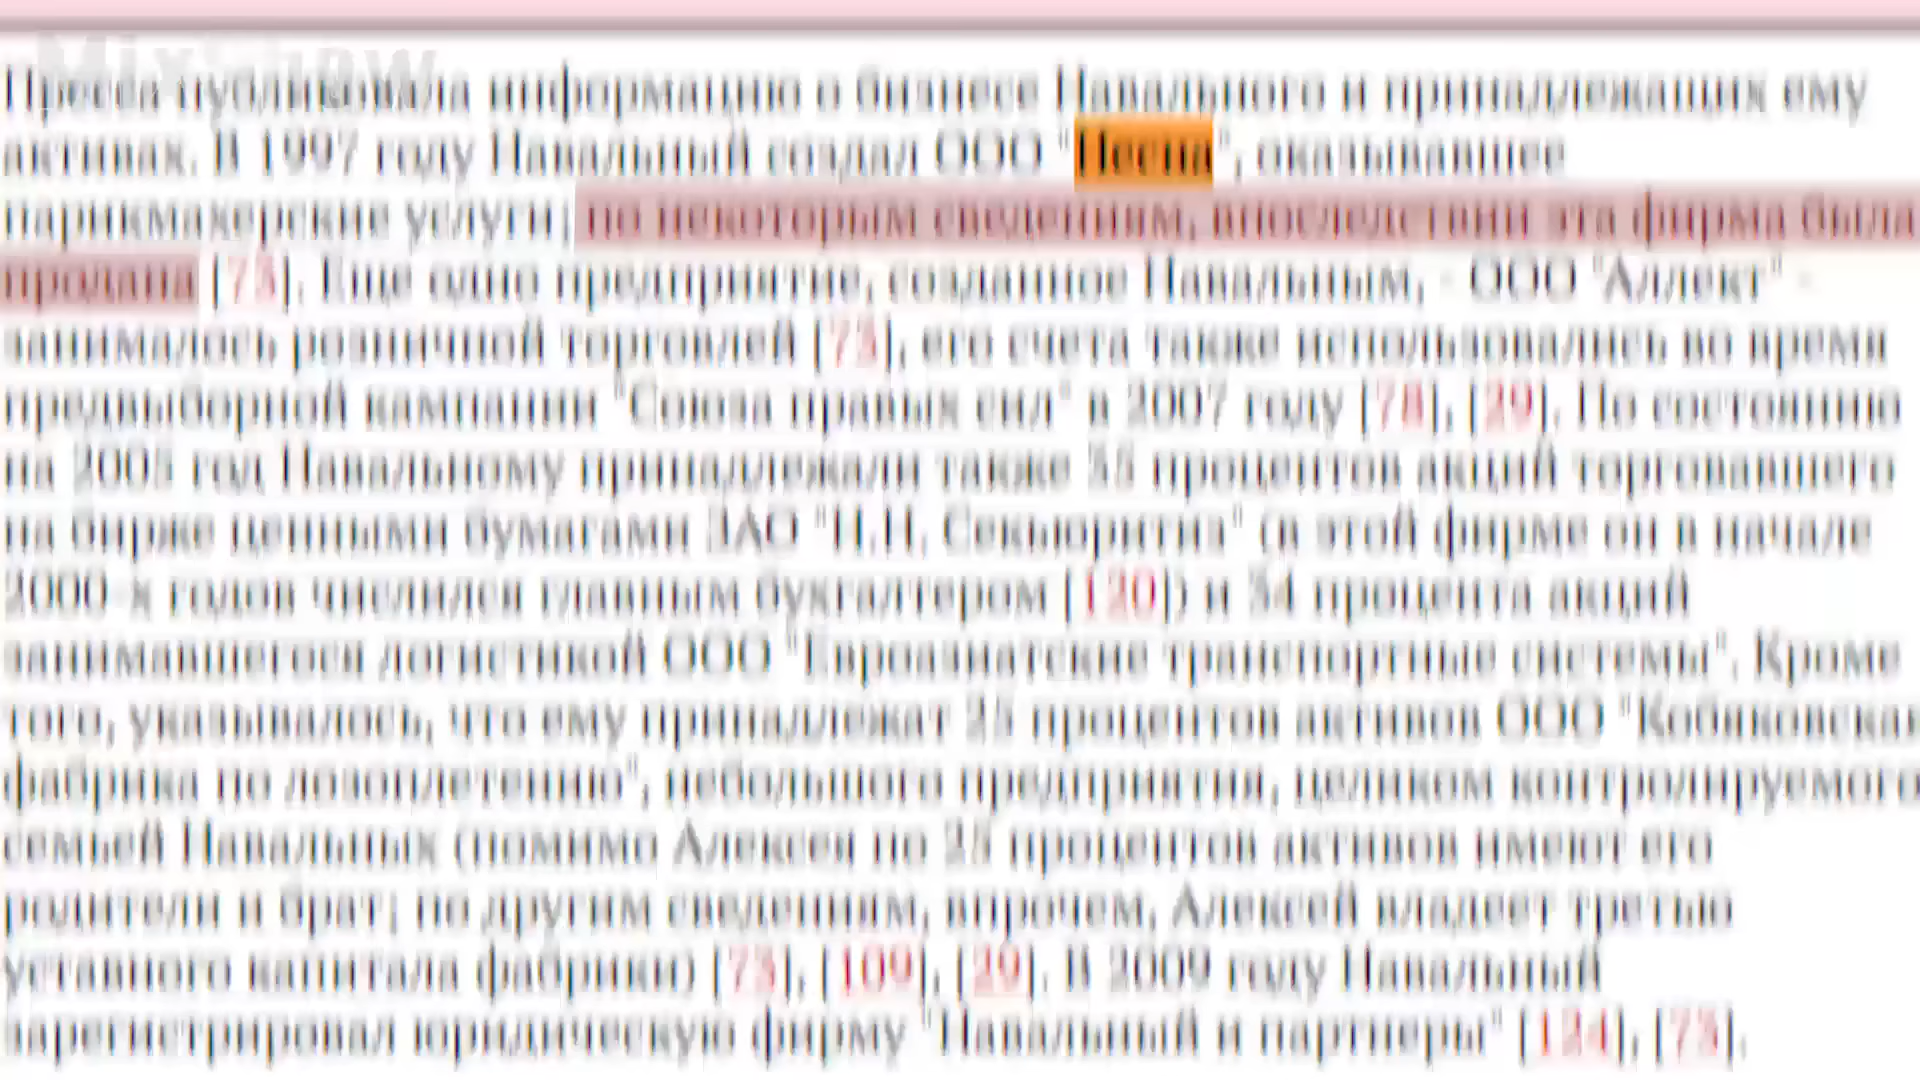 MixShow
Пресса публиковала информацию о бизнесе Навального и принадлежащих ему
активах. В 1997 году Навальный создал ООО "Несна", оказывавшее
парикмахерские услуги; по некоторым сведениям, впоследствии эта фирма была
продана [73]. Еще одно предприятие, созданное Навальным, - ООО "Аллект" -
занималось розничной торговлей [73], его счета также использовались во время
предвыборной кампании "Союза правых сил" в 2007 году [78], [29]. По состоянию
на 2005 год Навальному принадлежали также 35 процентов акций торговавшего
на бирже ценными бумагами ЗАО "Н.Н. Секьюритиз" (в этой фирме он в начале
2000-х годов числился главным бухгалтером [120]) и 34 процента акций
занимавшегося логистикой ООО "Евроазиатские транспортные системы". Кроме
того, указывалось, что ему принадлежат 25 процентов активов ООО "Кобяковская
фабрика по лозоплетению", небольшого предприятия, целиком контролируемого
семьей Навальных (помимо Алексея по 25 процентов активов имеют его
родители и брат; по другим сведениям, впрочем, Алексей владеет третью
уставного капитала фабрики) [73], [109], [29]. В 2009 году Навальный
зарегистрировал юридическую фирму "Навальный и партнеры" [124], [73].